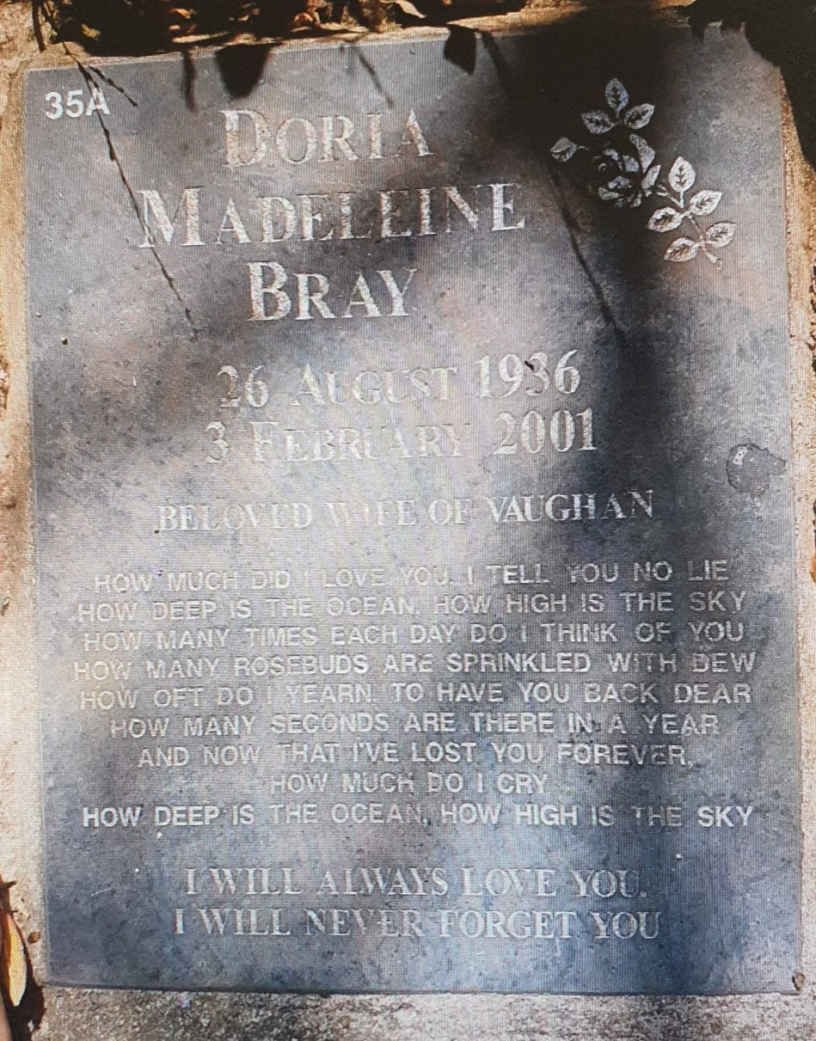 35A
DORIA
MADELEINE
BRAY
26 AUGUST 1936
3 FEBRUARY 2001
BELOVED WIFE OF VAUGHAN
HOW MUCH DID I LOVE YOU, I TELL YOU NO LIE
HOW DEEP IS THE OCEAN, HOW HIGH IS THE SKY
HOW MANY TIMES EACH DAY DO I THINK OF YOU
HOW MANY ROSEBUDS ARE SPRINKLED WITH DEW
HOW OFT DO I YEARN, TO HAVE YOU BACK DEAR
HOW MANY SECONDS ARE THERE IN A YEAR
AND NOW THAT I'VE LOST YOU FOREVER,
HOW MUCH DO I CRY
HOW DEEP IS THE OCEAN, HOW HIGH IS THE SKY
I WILL ALWAYS LOVE YOU.
I WILL NEVER FORGET YOU